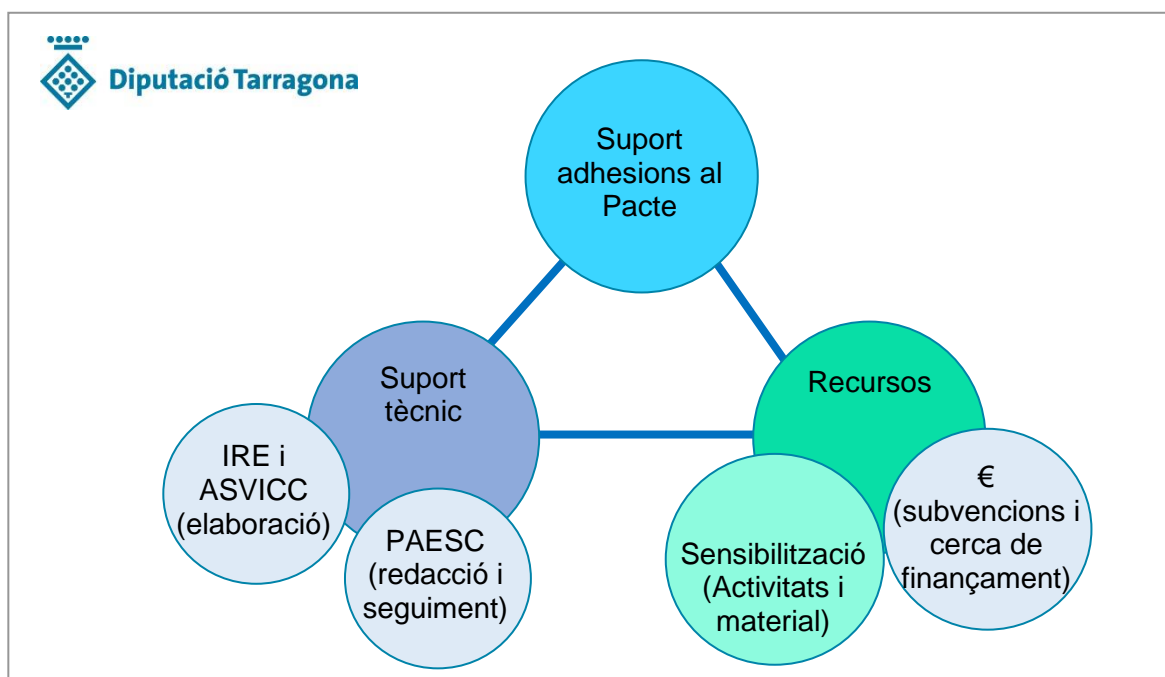 Diputació Tarragona
Suport
adhesions al
Pacte
Suport
tècnic
Recursos
IRE i
ASVICC
(elaboració)
PAESC
(redacció i
seguiment)
Sensibilització
(Activitats i
material)
€
(subvencions i
cerca de
finançament)